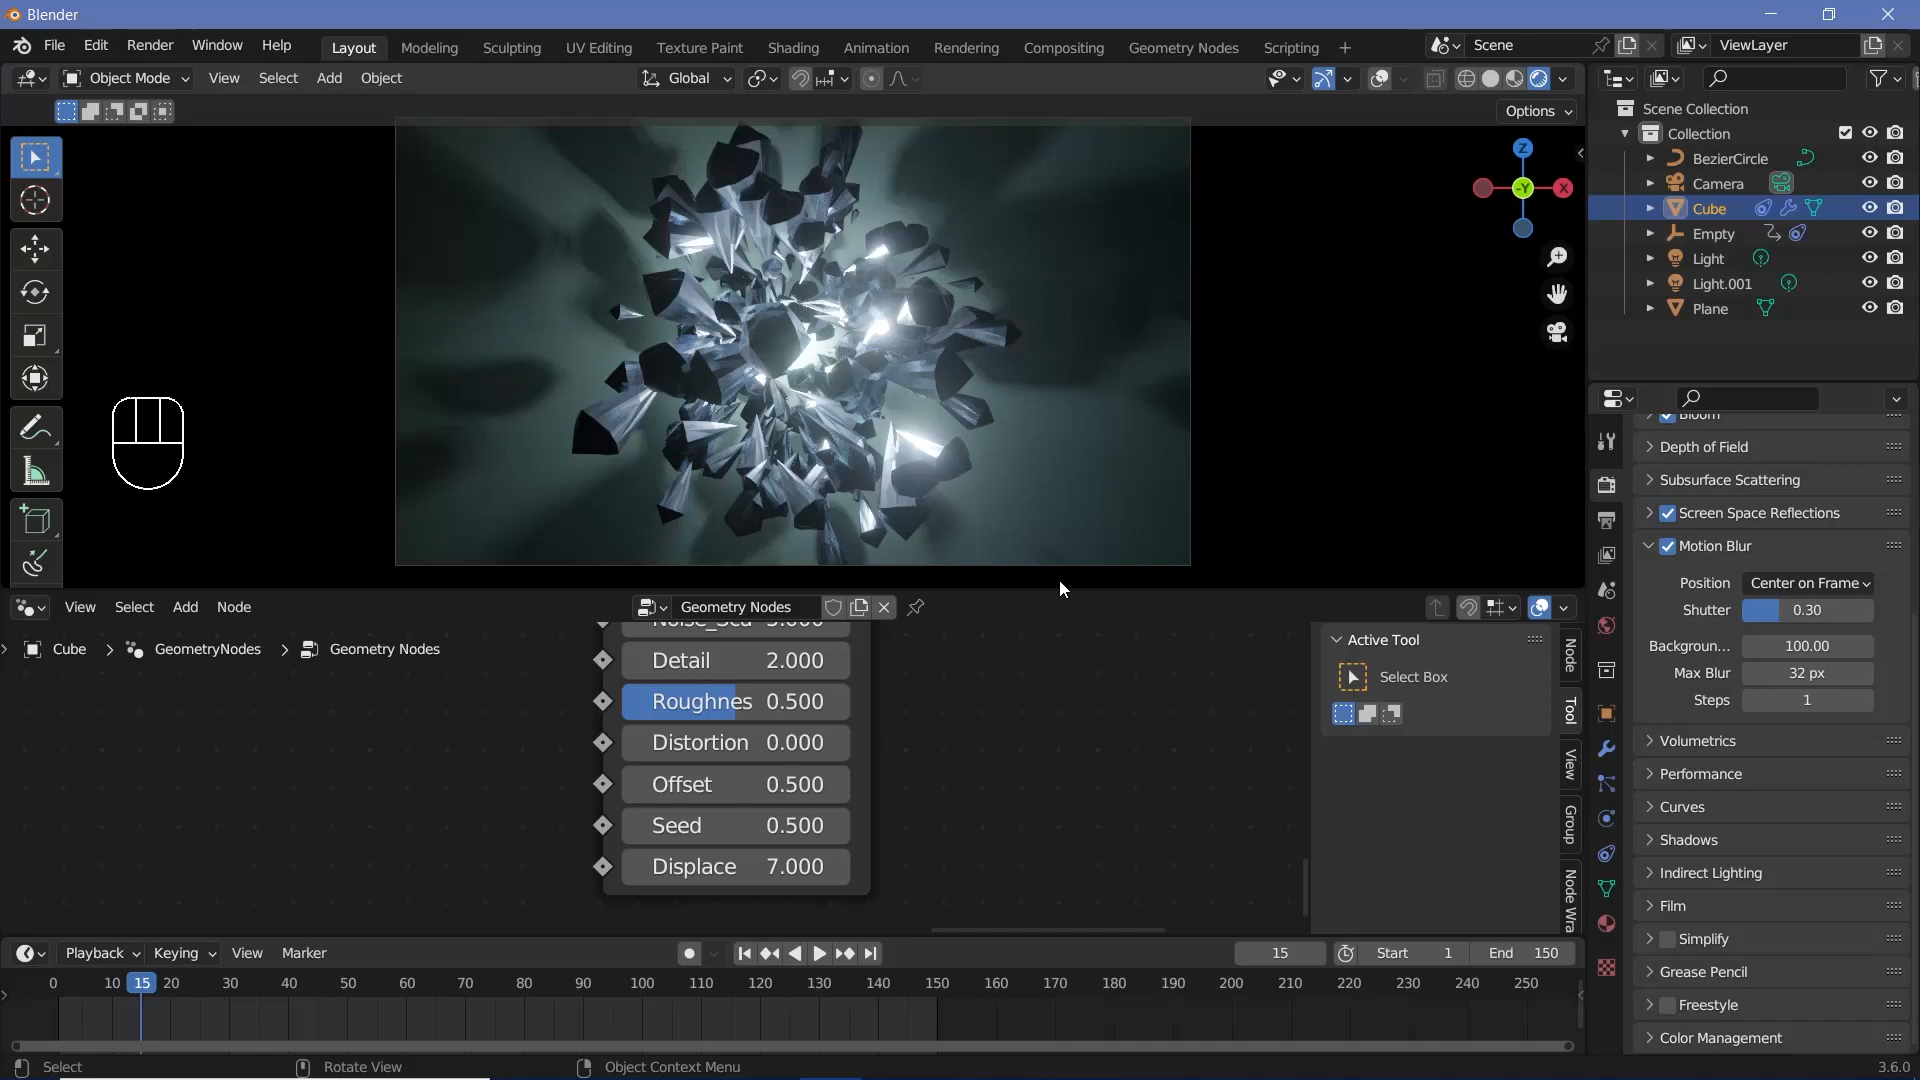 Blender
File Edit Render Window Help
Layout Modeling Sculpting UV Editing Texture Paint Shading Animation Rendering Compositing Geometry Nodes Scripting
Scene
ViewLayer
Object Mode View Select Add Object
Global
Options
Z
-Y
X
Scene Collection
Collection
BezierCircle
Camera
Cube
Empty
Light
Light.001
Plane
Bloom
Depth of Field
Subsurface Scattering
Screen Space Reflections
Motion Blur
Position Center on Frame
Shutter 0.30
Backgroun... 100.00
Max Blur 32 px
Steps 1
Volumetrics
Performance
Curves
Shadows
Indirect Lighting
Film
Simplify
Grease Pencil
Freestyle
Color Management
View Select Add Node
Geometry Nodes
Cube GeometryNodes Geometry Nodes
Detail 2.000
Roughnes 0.500
Distortion 0.000
Offset 0.500
Seed 0.500
Displace 7.000
Active Tool
Select Box
Node
Tool
View
Group
Node Wra
Playback Keying View Marker
15
Start 1
End 150
0 10 15 20 30 40 50 60 70 80 90 100 110 120 130 140 150 160 170 180 190 200 210 220 230 240 250
Select
Rotate View
Object Context Menu
3.6.0